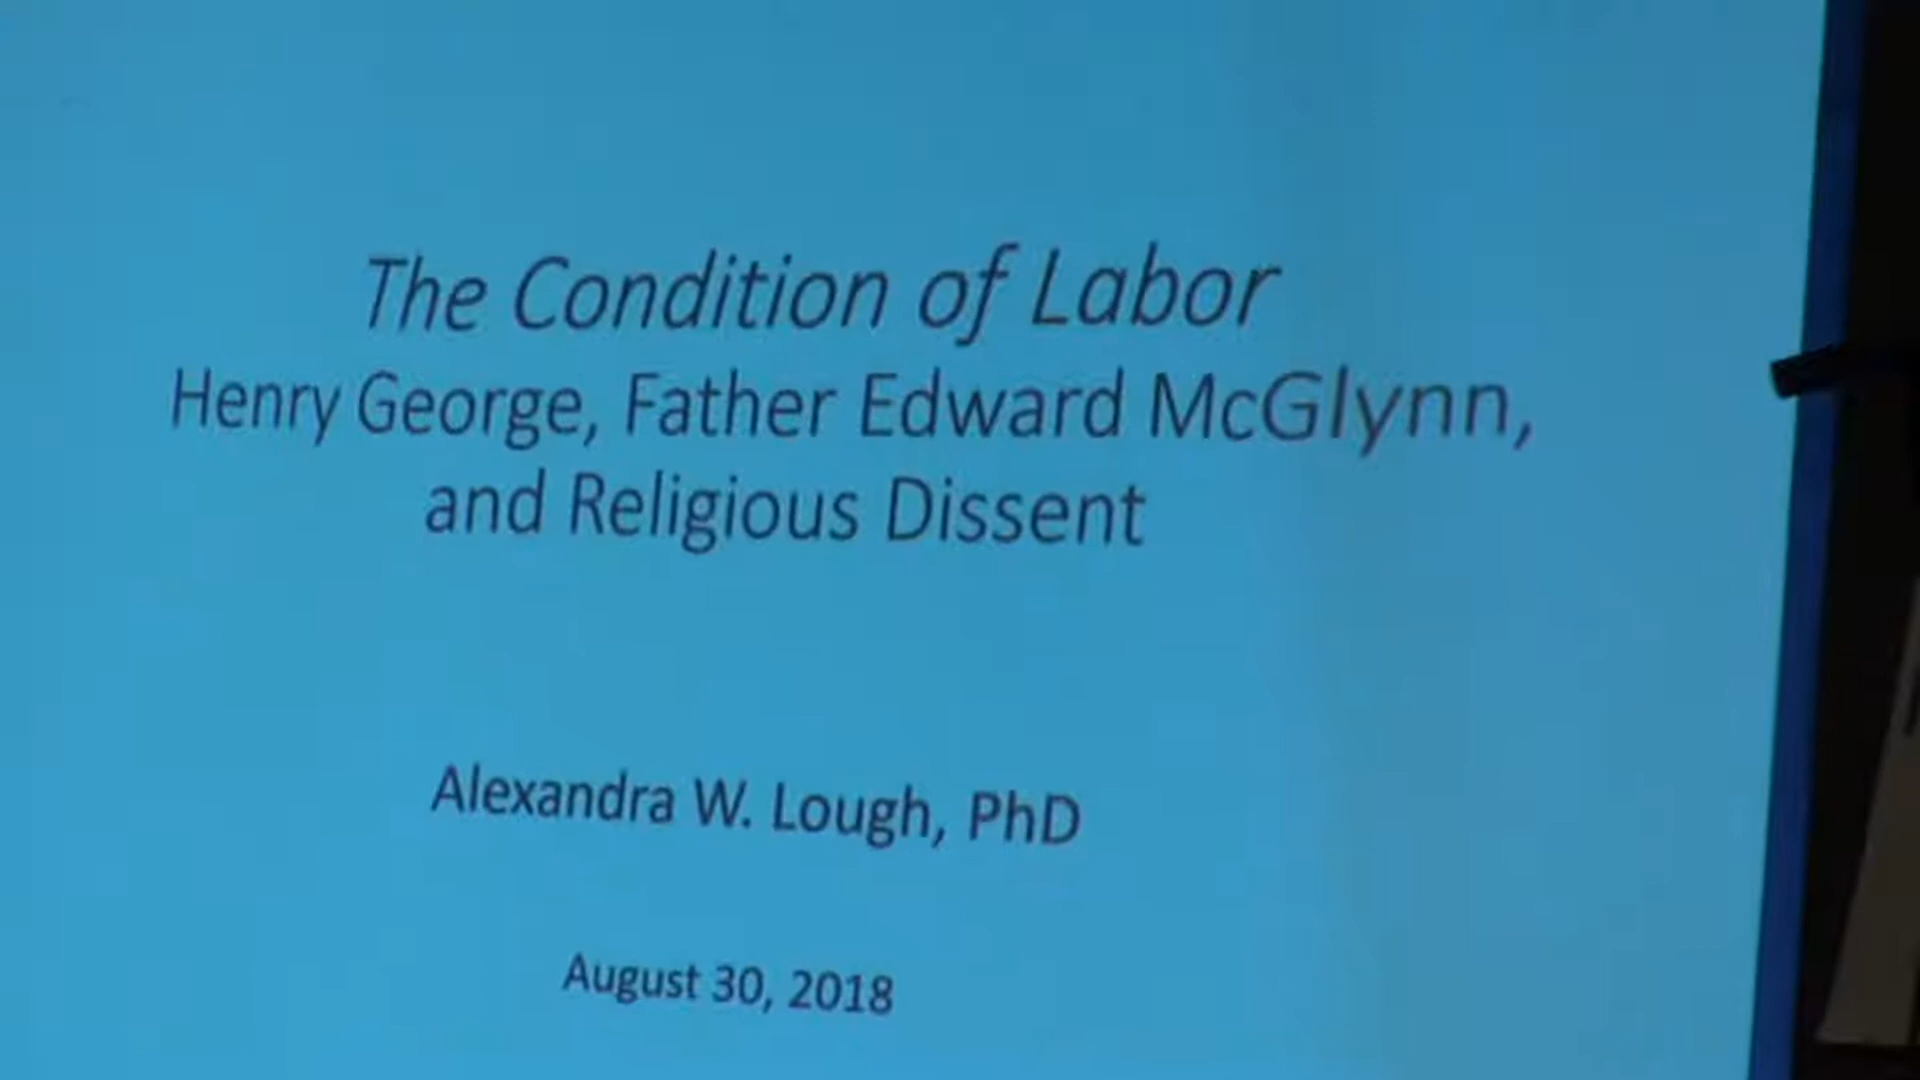 The Condition of Labor
Henry George, Father Edward McGlynn,
and Religious Dissent
Alexandra W. Lough, PhD
August 30, 2018